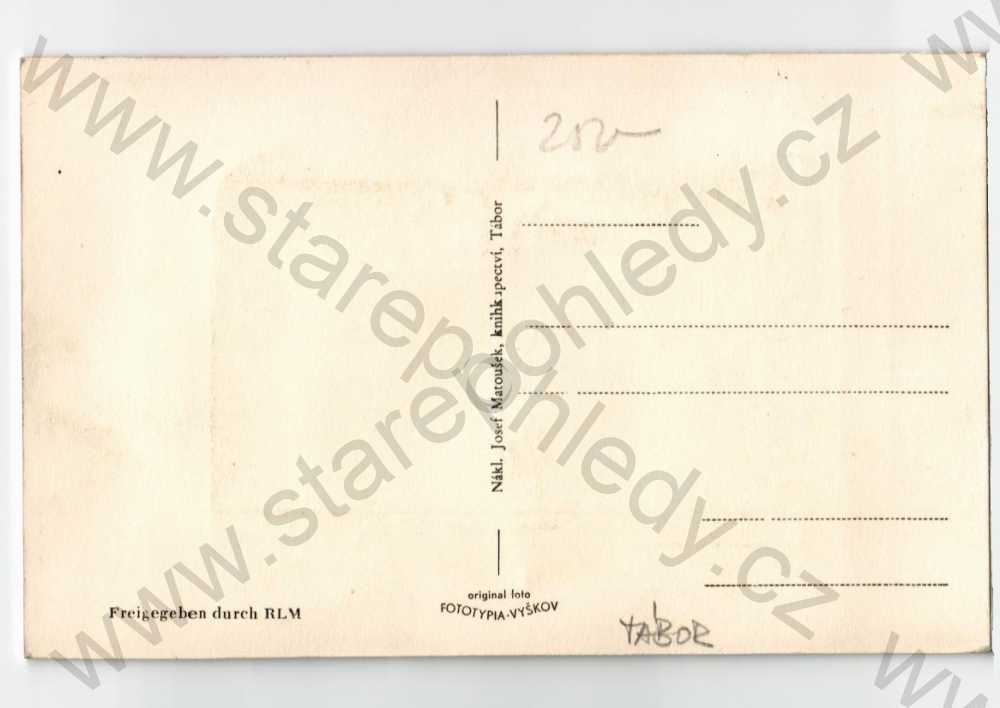 www.starepohledy.cz
www.starepohledy.cz
Nákl. Josef Matoušek, knihkupectví, Tábor
Freigegeben durch RLM
original foto
FOTOTYPIA-VYŠKOV
TÁBOR